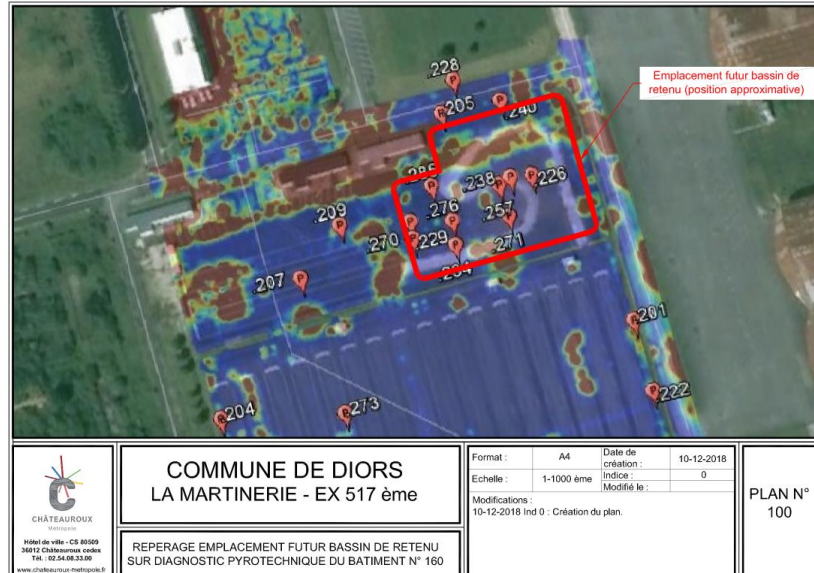 .228
.205
.240
Emplacement futur bassin de
retenu (position approximative)
.238
.226
.276
.257
.209
.270
.229
.271
.207
.201
.222
.204
.273
CHÂTEAUROUX
Métropole
Hôtel de ville - CS 80509
36012 Châteauroux cedex
Tél. : 02.54.08.33.00
www.chateauroux-metropole.fr
COMMUNE DE DIORS
LA MARTINERIE - EX 517 ème
REPERAGE EMPLACEMENT FUTUR BASSIN DE RETENU
SUR DIAGNOSTIC PYROTECHNIQUE DU BATIMENT N° 160
Format : A4 Date de création : 10-12-2018
Echelle : 1-1000 ème Indice : 0
Modifié le :
Modifications :
10-12-2018 Ind 0 : Création du plan.
PLAN N°
100